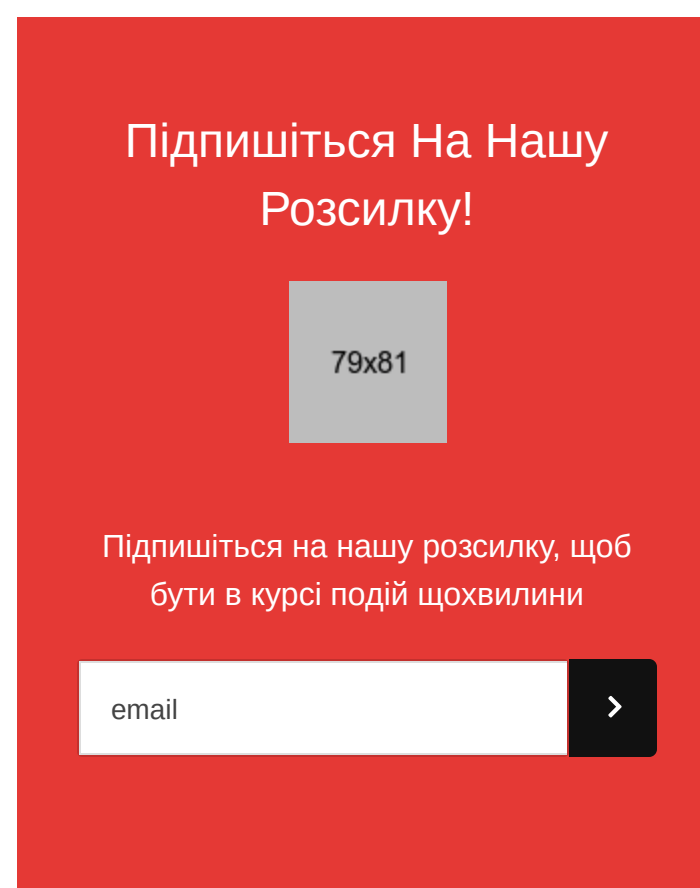 Підпишіться На Нашу
Розсилку!
79x81
Підпишіться на нашу розсилку, щоб
бути в курсі подій щохвилини
email